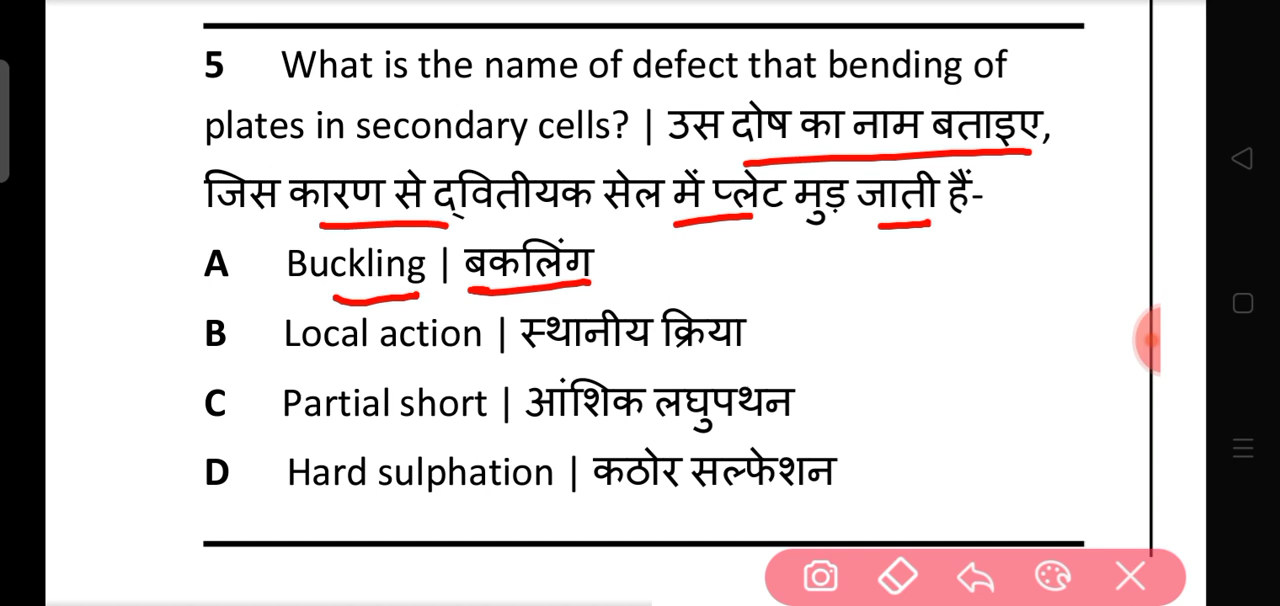 5 What is the name of defect that bending of
plates in secondary cells? | उस दोष का नाम बताइए,
जिस कारण से द्वितीयक सेल में प्लेट मुड़ जाती हैं-
A Buckling | बकलिंग
B Local action | स्थानीय क्रिया
C Partial short | आंशिक लघुपथन
D Hard sulphation | कठोर सल्फेशन